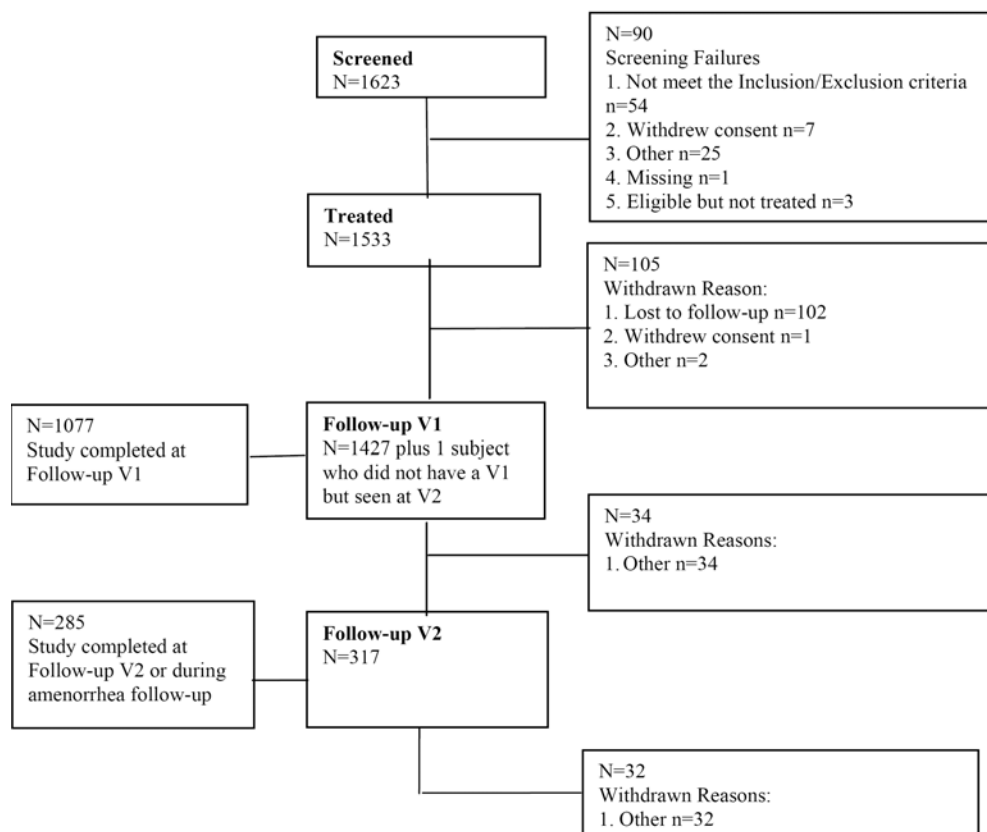 Screened
N=1623
N=90
Screening Failures
1. Not meet the Inclusion/Exclusion criteria
n=54
2. Withdrew consent n=7
3. Other n=25
4. Missing n=1
5. Eligible but not treated n=3
Treated
N=1533
N=105
Withdrawn Reason:
1. Lost to follow-up n=102
2. Withdrew consent n=1
3. Other n=2
N=1077
Study completed at
Follow-up V1
Follow-up V1
N=1427 plus 1 subject
who did not have a V1
but seen at V2
N=34
Withdrawn Reasons:
1. Other n=34
N=285
Study completed at
Follow-up V2 or during
amenorrhea follow-up
Follow-up V2
N=317
N=32
Withdrawn Reasons:
1. Other n=32